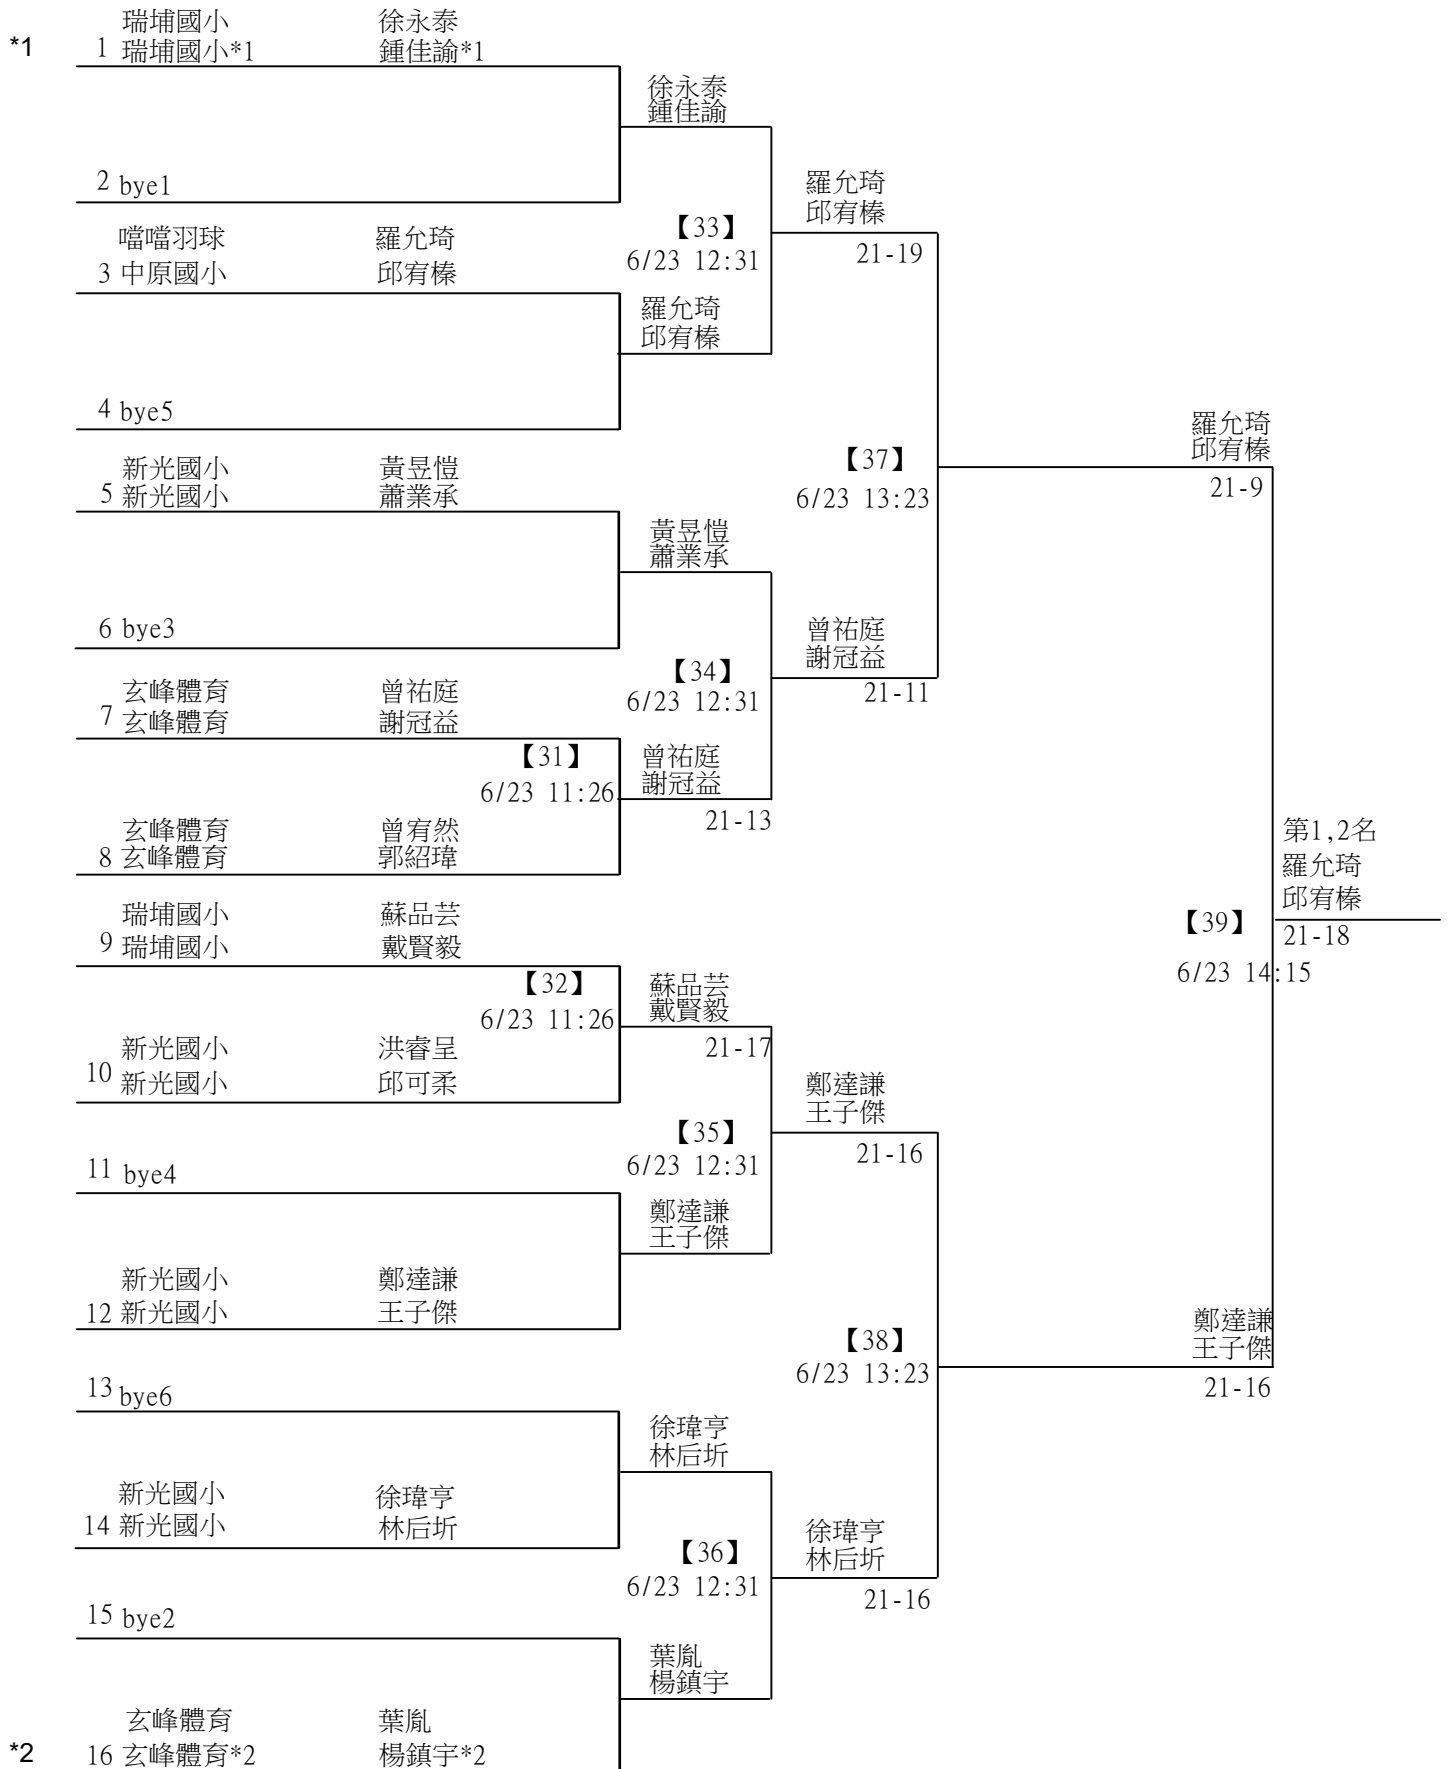 瑞埔國小 徐永泰
*1 1 瑞埔國小*1 鍾佳諭*1
徐永泰
鍾佳諭
2 bye1
羅允琦
邱宥榛
21-19
噹噹羽球 羅允琦
3 中原國小 邱宥榛
【33】
6/23 12:31
羅允琦
邱宥榛
4 bye5
羅允琦
邱宥榛
21-9
新光國小 黃昱愷
5 新光國小 蕭業承
【37】
6/23 13:23
黃昱愷
蕭業承
6 bye3
曾祐庭
謝冠益
21-11
【34】
6/23 12:31
玄峰體育 曾祐庭
7 玄峰體育 謝冠益
【31】
6/23 11:26
曾祐庭
謝冠益
21-13
玄峰體育 曾宥然
8 玄峰體育 郭紹瑋
第1,2名
羅允琦
邱宥榛
21-18
【39】
6/23 14:15
瑞埔國小 蘇品芸
9 瑞埔國小 戴賢毅
【32】
6/23 11:26
蘇品芸
戴賢毅
21-17
新光國小 洪睿呈
10 新光國小 邱可柔
鄭達謙
王子傑
21-16
【35】
6/23 12:31
11 bye4
鄭達謙
王子傑
新光國小 鄭達謙
12 新光國小 王子傑
【38】
6/23 13:23
鄭達謙
王子傑
21-16
13 bye6
徐瑋亨
林后圻
新光國小 徐瑋亨
14 新光國小 林后圻
【36】
6/23 12:31
徐瑋亨
林后圻
21-16
15 bye2
葉胤
楊鎮宇
玄峰體育 葉胤
*2 16 玄峰體育*2 楊鎮宇*2